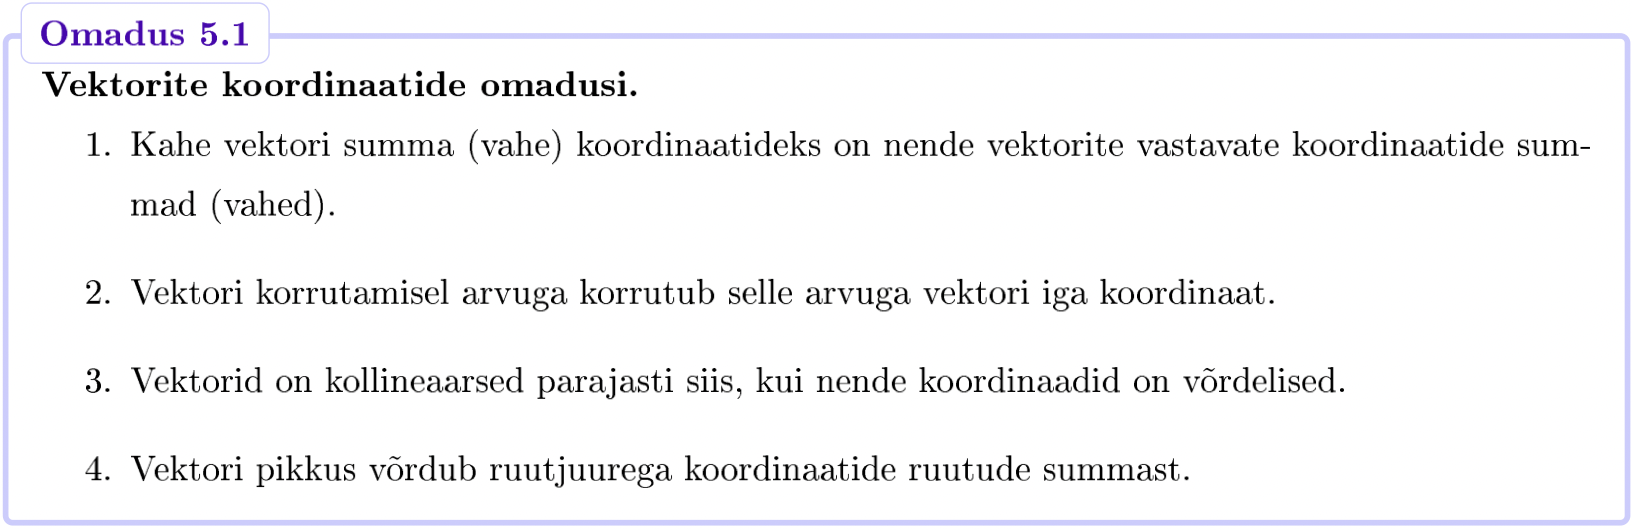 Omadus 5.1
Vektorite koordinaatide omadusi.
1. Kahe vektori summa (vahe) koordinaatideks on nende vektorite vastavate koordinaatide sum-
mad (vahed).
2. Vektori korrutamisel arvuga korrutub selle arvuga vektori iga koordinaat.
3. Vektorid on kollineaarsed parajasti siis, kui nende koordinaadid on võrdelised.
4. Vektori pikkus võrdub ruutjuurega koordinaatide ruutude summast.